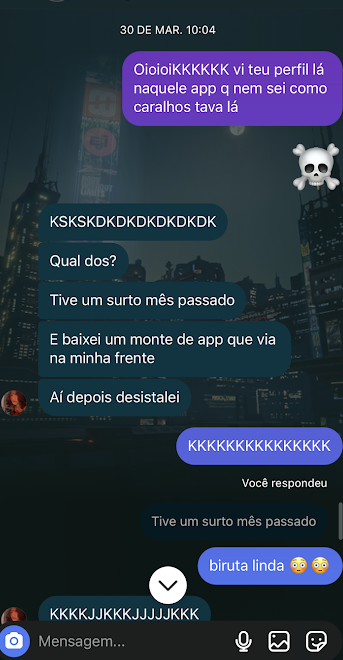 30 DE MAR. 10:04
OioioiKKKKKK vi teu perfil lá
naquele app q nem sei como
caralhos tava lá
KSKSKDKDKDKDKDKDK
Qual dos?
Tive um surto mês passado
E baixei um monte de app que via
na minha frente
Aí depois desistalei
KKKKKKKKKKKKKKK
Você respondeu
Tive um surto mês passado
biruta linda 😳😳
KKKKJJKKKJJJJJKKK
Mensagem...